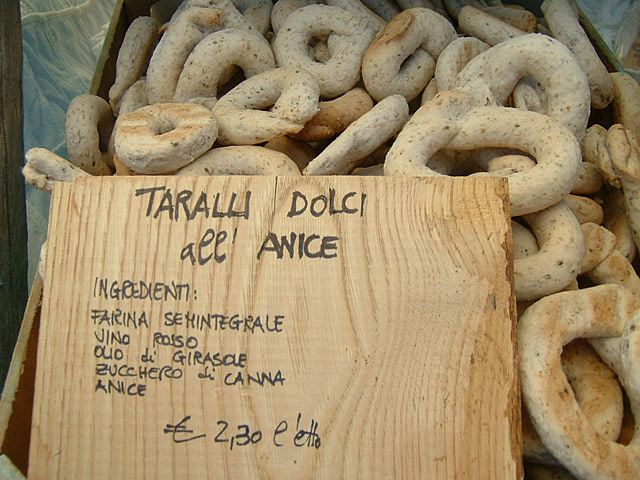 TARALLI DOLCI
all' ANICE
INGREDIENTI:
FARINA SEMINTEGRALE
VINO ROSSO
OLIO di GIRASOLE
ZUCCHERO di CANNA
ANICE
€ 2,30 l'etto